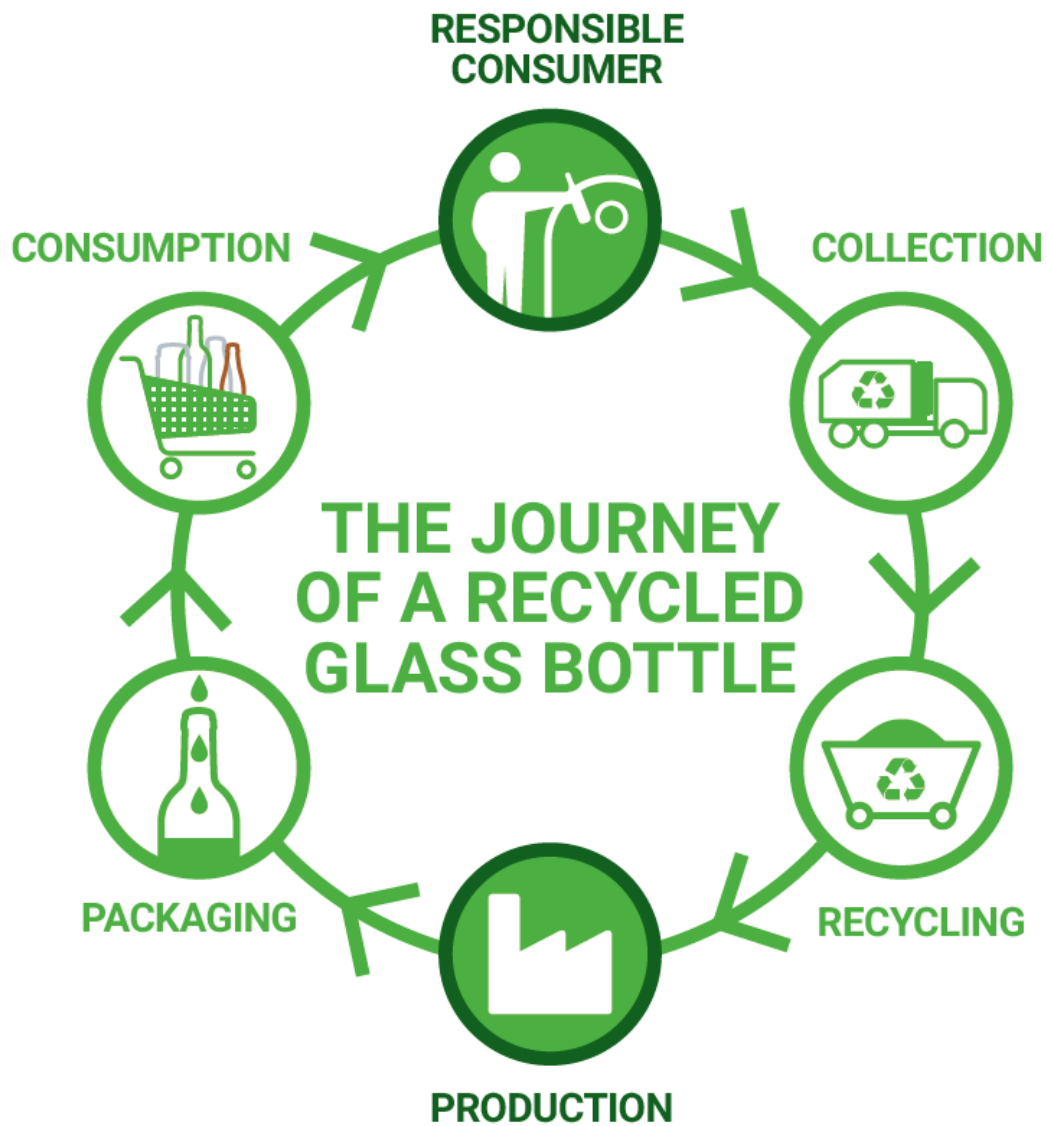 RESPONSIBLE
CONSUMER
CONSUMPTION
COLLECTION
THE JOURNEY
OF A RECYCLED
GLASS BOTTLE
PACKAGING
RECYCLING
PRODUCTION